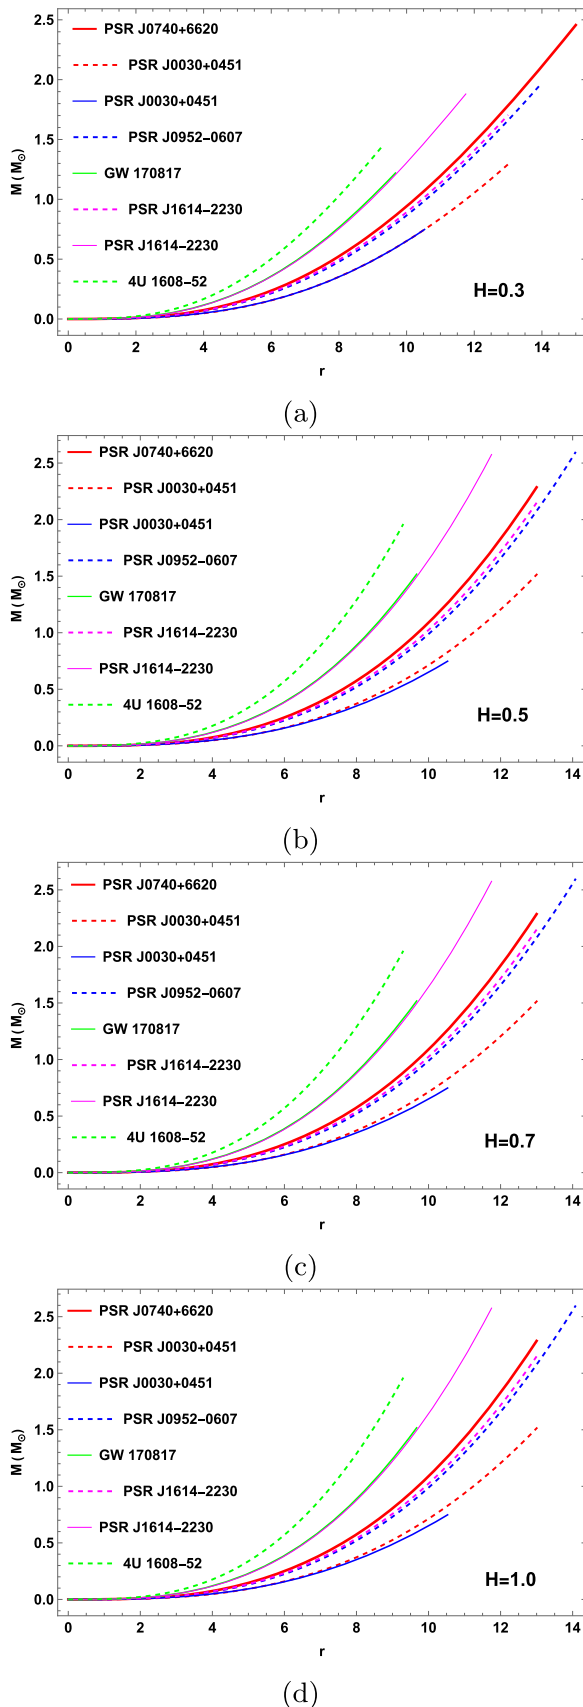 2.5
2.0
1.5
1.0
0.5
0.0
M ( M⊙)
PSR J0740+6620
PSR J0030+0451
PSR J0030+0451
PSR J0952−0607
GW 170817
PSR J1614−2230
PSR J1614−2230
4U 1608−52
H=0.3
0 2 4 6 8 10 12 14
r
(a)
2.5
2.0
1.5
1.0
0.5
0.0
M ( M⊙)
PSR J0740+6620
PSR J0030+0451
PSR J0030+0451
PSR J0952−0607
GW 170817
PSR J1614−2230
PSR J1614−2230
4U 1608−52
H=0.5
0 2 4 6 8 10 12 14
r
(b)
2.5
2.0
1.5
1.0
0.5
0.0
M ( M⊙)
PSR J0740+6620
PSR J0030+0451
PSR J0030+0451
PSR J0952−0607
GW 170817
PSR J1614−2230
PSR J1614−2230
4U 1608−52
H=0.7
0 2 4 6 8 10 12 14
r
(c)
2.5
2.0
1.5
1.0
0.5
0.0
M ( M⊙)
PSR J0740+6620
PSR J0030+0451
PSR J0030+0451
PSR J0952−0607
GW 170817
PSR J1614−2230
PSR J1614−2230
4U 1608−52
H=1.0
0 2 4 6 8 10 12 14
r
(d)